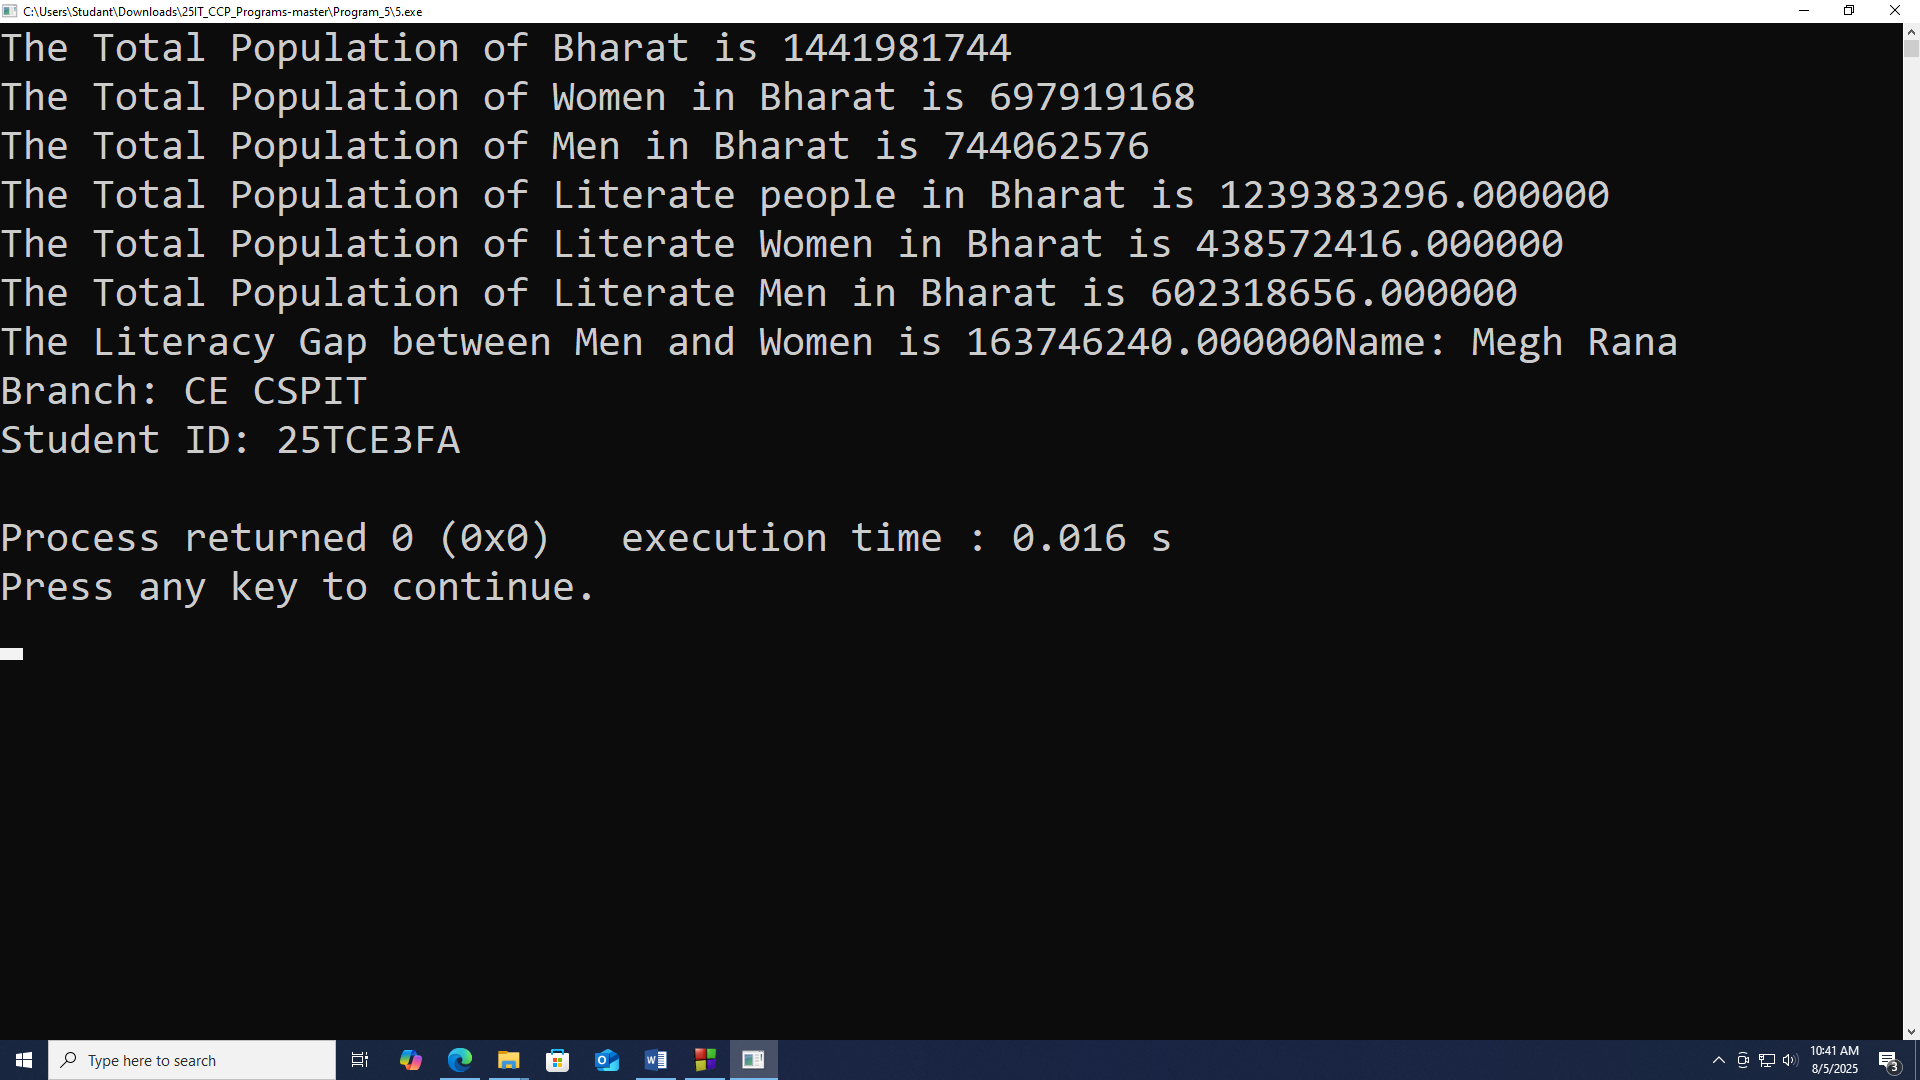 C:\Users\Studant\Downloads\25IT_CCP_Programs-master\Program_5\5.exe
The Total Population of Bharat is 1441981744
The Total Population of Women in Bharat is 697919168
The Total Population of Men in Bharat is 744062576
The Total Population of Literate people in Bharat is 1239383296.000000
The Total Population of Literate Women in Bharat is 438572416.000000
The Total Population of Literate Men in Bharat is 602318656.000000
The Literacy Gap between Men and Women is 163746240.000000Name: Megh Rana
Branch: CE CSPIT
Student ID: 25TCE3FA
Process returned 0 (0x0)   execution time : 0.016 s
Press any key to continue.
Type here to search
10:41 AM
8/5/2025
3